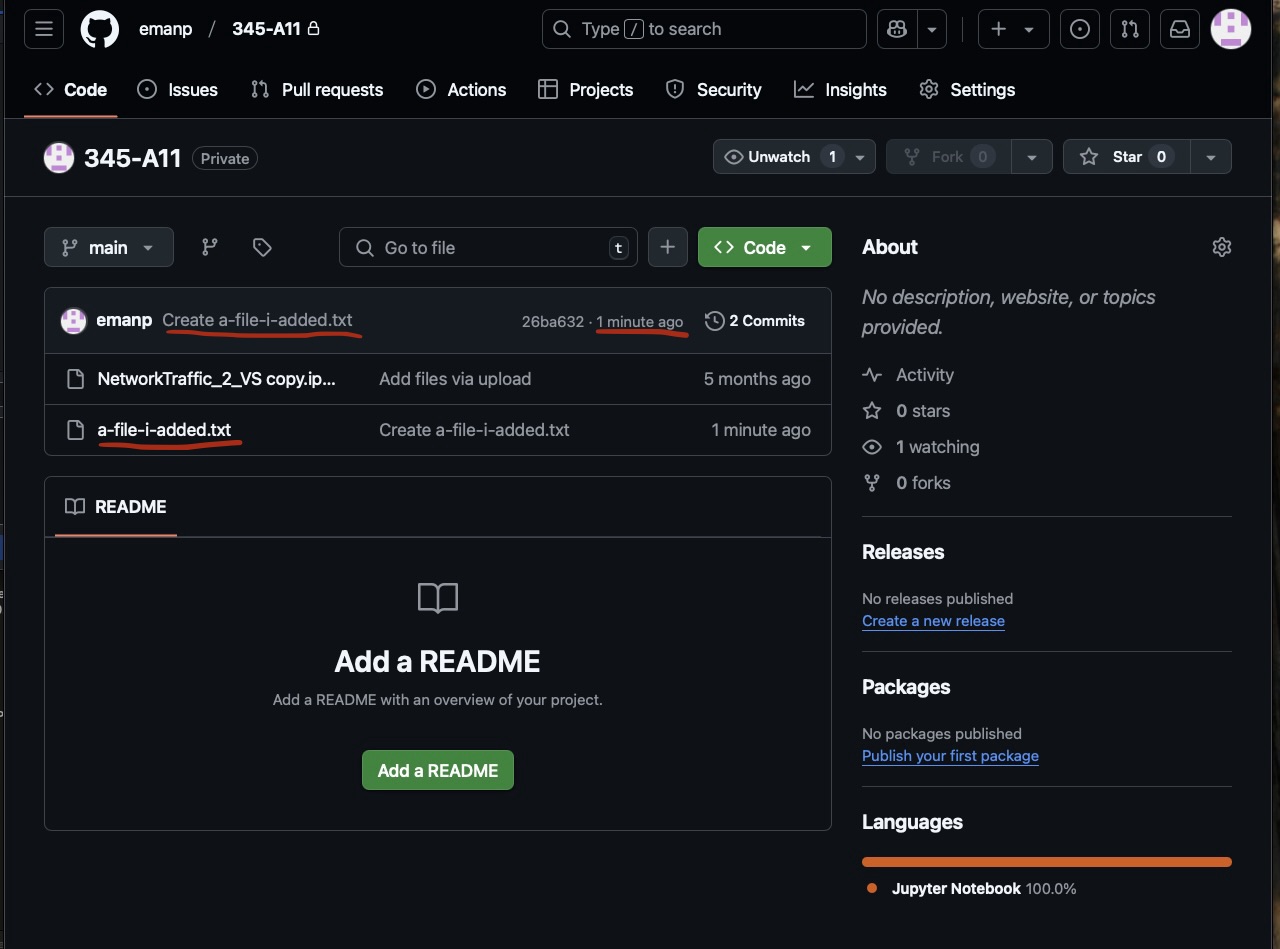 emanp / 345-A11 Type / to search
Code Issues Pull requests Actions Projects Security Insights Settings
345-A11 Private Unwatch 1 Fork 0 Star 0
main Go to file t Code
emanp Create a-file-i-added.txt 26ba632 · 1 minute ago 2 Commits
NetworkTraffic_2_VS copy.ip... Add files via upload 5 months ago
a-file-i-added.txt Create a-file-i-added.txt 1 minute ago
README
Add a README
Add a README with an overview of your project.
Add a README
About
No description, website, or topics
provided.
Activity
0 stars
1 watching
0 forks
Releases
No releases published
Create a new release
Packages
No packages published
Publish your first package
Languages
Jupyter Notebook 100.0%